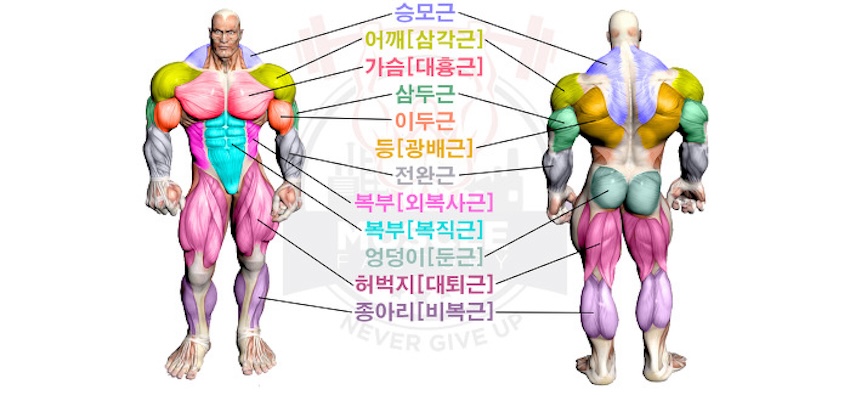 승모근
어깨[삼각근]
가슴[대흉근]
삼두근
이두근
등[광배근]
전완근
복부[외복사근]
복부[복직근]
엉덩이[둔근]
허벅지[대퇴근]
종아리[비복근]
MUSCLE
FACTORY
NEVER GIVE UP